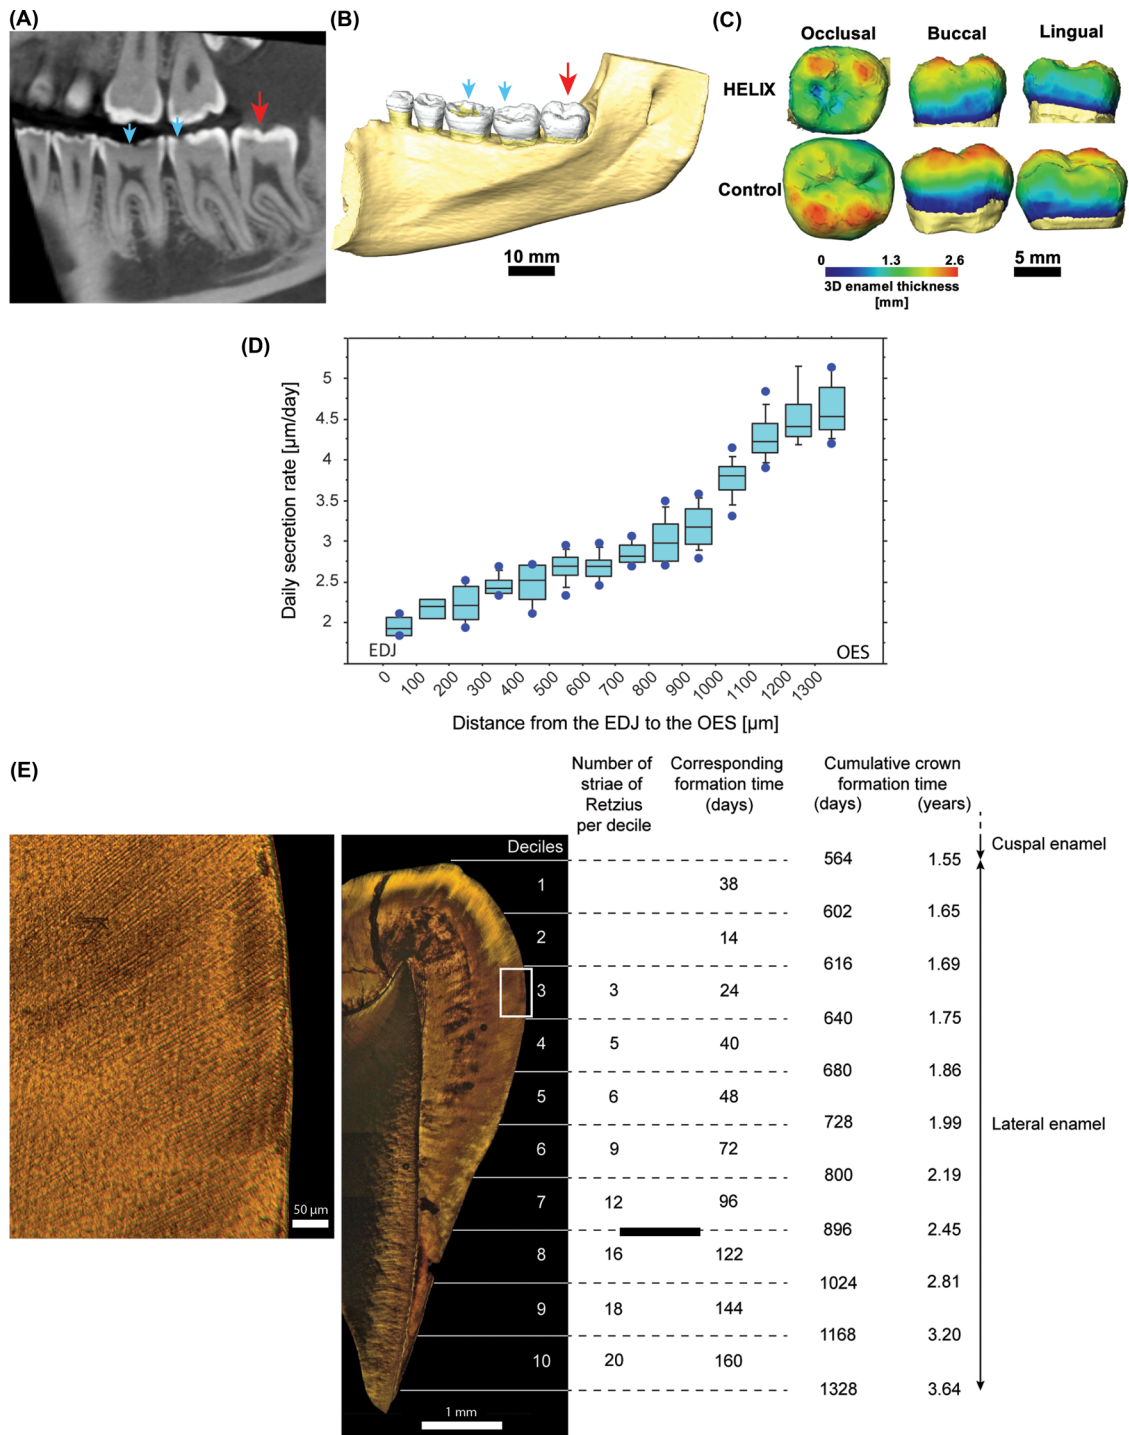 (A)
(B)
10 mm
(C)
Occlusal Buccal Lingual
HELIX
Control
0 1.3 2.6
3D enamel thickness
[mm]
5 mm
(D)
Daily secretion rate [µm/day]
5
4.5
4
3.5
3
2.5
2
EDJ
OES
0 100 200 300 400 500 600 700 800 900 1000 1100 1200 1300
Distance from the EDJ to the OES [µm]
(E)
50 µm
Number of Corresponding Cumulative crown
striae of formation time formation time
Retzius (days) (days) (years)
per decile
Deciles
564 1.55 Cuspal enamel
1 38
602 1.65
2 14
616 1.69
3 3 24
640 1.75
4 5 40
680 1.86
5 6 48
728 1.99 Lateral enamel
6 9 72
800 2.19
7 12 96
896 2.45
8 16 122
1024 2.81
9 18 144
1168 3.20
10 20 160
1328 3.64
1 mm